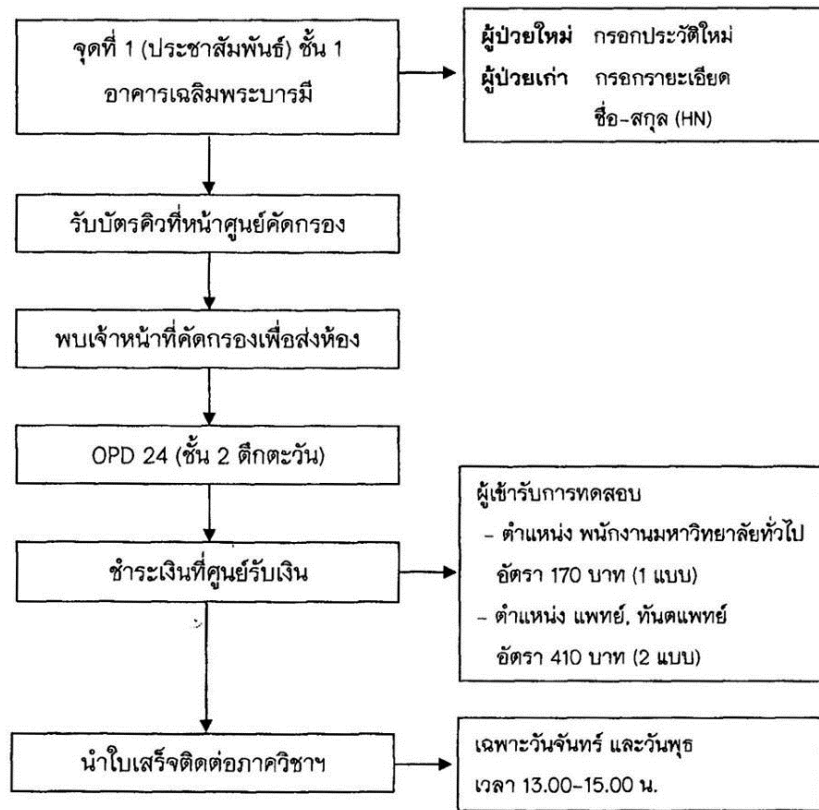 จุดที่ 1 (ประชาสัมพันธ์) ชั้น 1
อาคารเฉลิมพระบารมี
ผู้ป่วยใหม่ กรอกประวัติใหม่
ผู้ป่วยเก่า กรอกรายะเอียด
ชื่อ-สกุล (HN)
รับบัตรคิวที่หน้าศูนย์คัดกรอง
พบเจ้าหน้าที่คัดกรองเพื่อส่งห้อง
OPD 24 (ชั้น 2 ตึกตะวัน)
ชำระเงินที่ศูนย์รับเงิน
ผู้เข้ารับการทดสอบ
- ตำแหน่ง พนักงานมหาวิทยาลัยทั่วไป
อัตรา 170 บาท (1 แบบ)
- ตำแหน่ง แพทย์, ทันตแพทย์
อัตรา 410 บาท (2 แบบ)
นำใบเสร็จติดต่อภาควิชาฯ
เฉพาะวันจันทร์ และวันพุธ
เวลา 13.00-15.00 น.